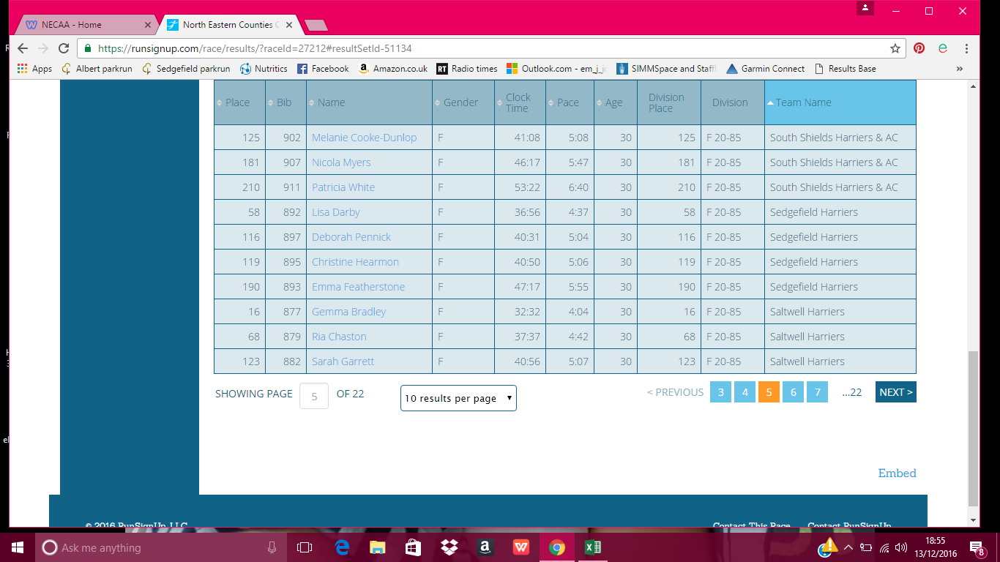 NECAA - Home
North Eastern Counties C
https://runsignup.com/race/results/?raceId=27212#resultSetId-51134
Apps Albert parkrun Sedgefield parkrun Nutritics Facebook Amazon.co.uk RT Radio times Outlook.com - em_j_jo SIMMSpace and Staff Garmin Connect Results Base »
Place Bib Name Gender Clock Time Pace Age Division Place Division Team Name
125 902 Melanie Cooke-Dunlop F 41:08 5:08 30 125 F 20-85 South Shields Harriers & AC
181 907 Nicola Myers F 46:17 5:47 30 181 F 20-85 South Shields Harriers & AC
210 911 Patricia White F 53:22 6:40 30 210 F 20-85 South Shields Harriers & AC
58 892 Lisa Darby F 36:56 4:37 30 58 F 20-85 Sedgefield Harriers
116 897 Deborah Pennick F 40:31 5:04 30 116 F 20-85 Sedgefield Harriers
119 895 Christine Hearmon F 40:50 5:06 30 119 F 20-85 Sedgefield Harriers
190 893 Emma Featherstone F 47:17 5:55 30 190 F 20-85 Sedgefield Harriers
16 877 Gemma Bradley F 32:32 4:04 30 16 F 20-85 Saltwell Harriers
68 879 Ria Chaston F 37:37 4:42 30 68 F 20-85 Saltwell Harriers
123 882 Sarah Garrett F 40:56 5:07 30 123 F 20-85 Saltwell Harriers
SHOWING PAGE 5 OF 22 10 results per page < PREVIOUS 3 4 5 6 7 ...22 NEXT >
Embed
© 2016 RunSignUp, LLC Contact This Page Contact RunSignUp
Ask me anything
18:55
13/12/2016
8